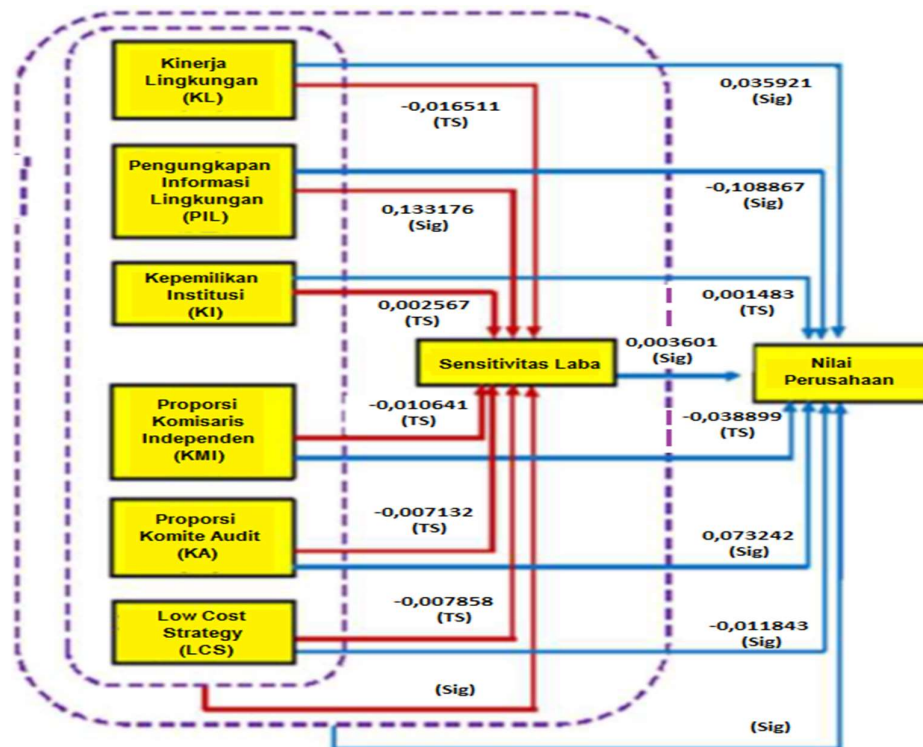 Kinerja
Lingkungan
(KL)
0,035921
(Sig)
-0,016511
(TS)
Pengungkapan
Informasi
Lingkungan
(PIL)
-0,108867
(Sig)
0,133176
(Sig)
Kepemilikan
Institusi
(KI)
0,002567
(TS)
0,001483
(TS)
Sensitivitas Laba
0,003601
(Sig)
Nilai
Perusahaan
Proporsi
Komisaris
Independen
(KMI)
-0,010641
(TS)
-0,038899
(TS)
Proporsi
Komite Audit
(KA)
-0,007132
(TS)
0,073242
(Sig)
Low Cost
Strategy
(LCS)
-0,007858
(TS)
-0,011843
(Sig)
(Sig)
(Sig)